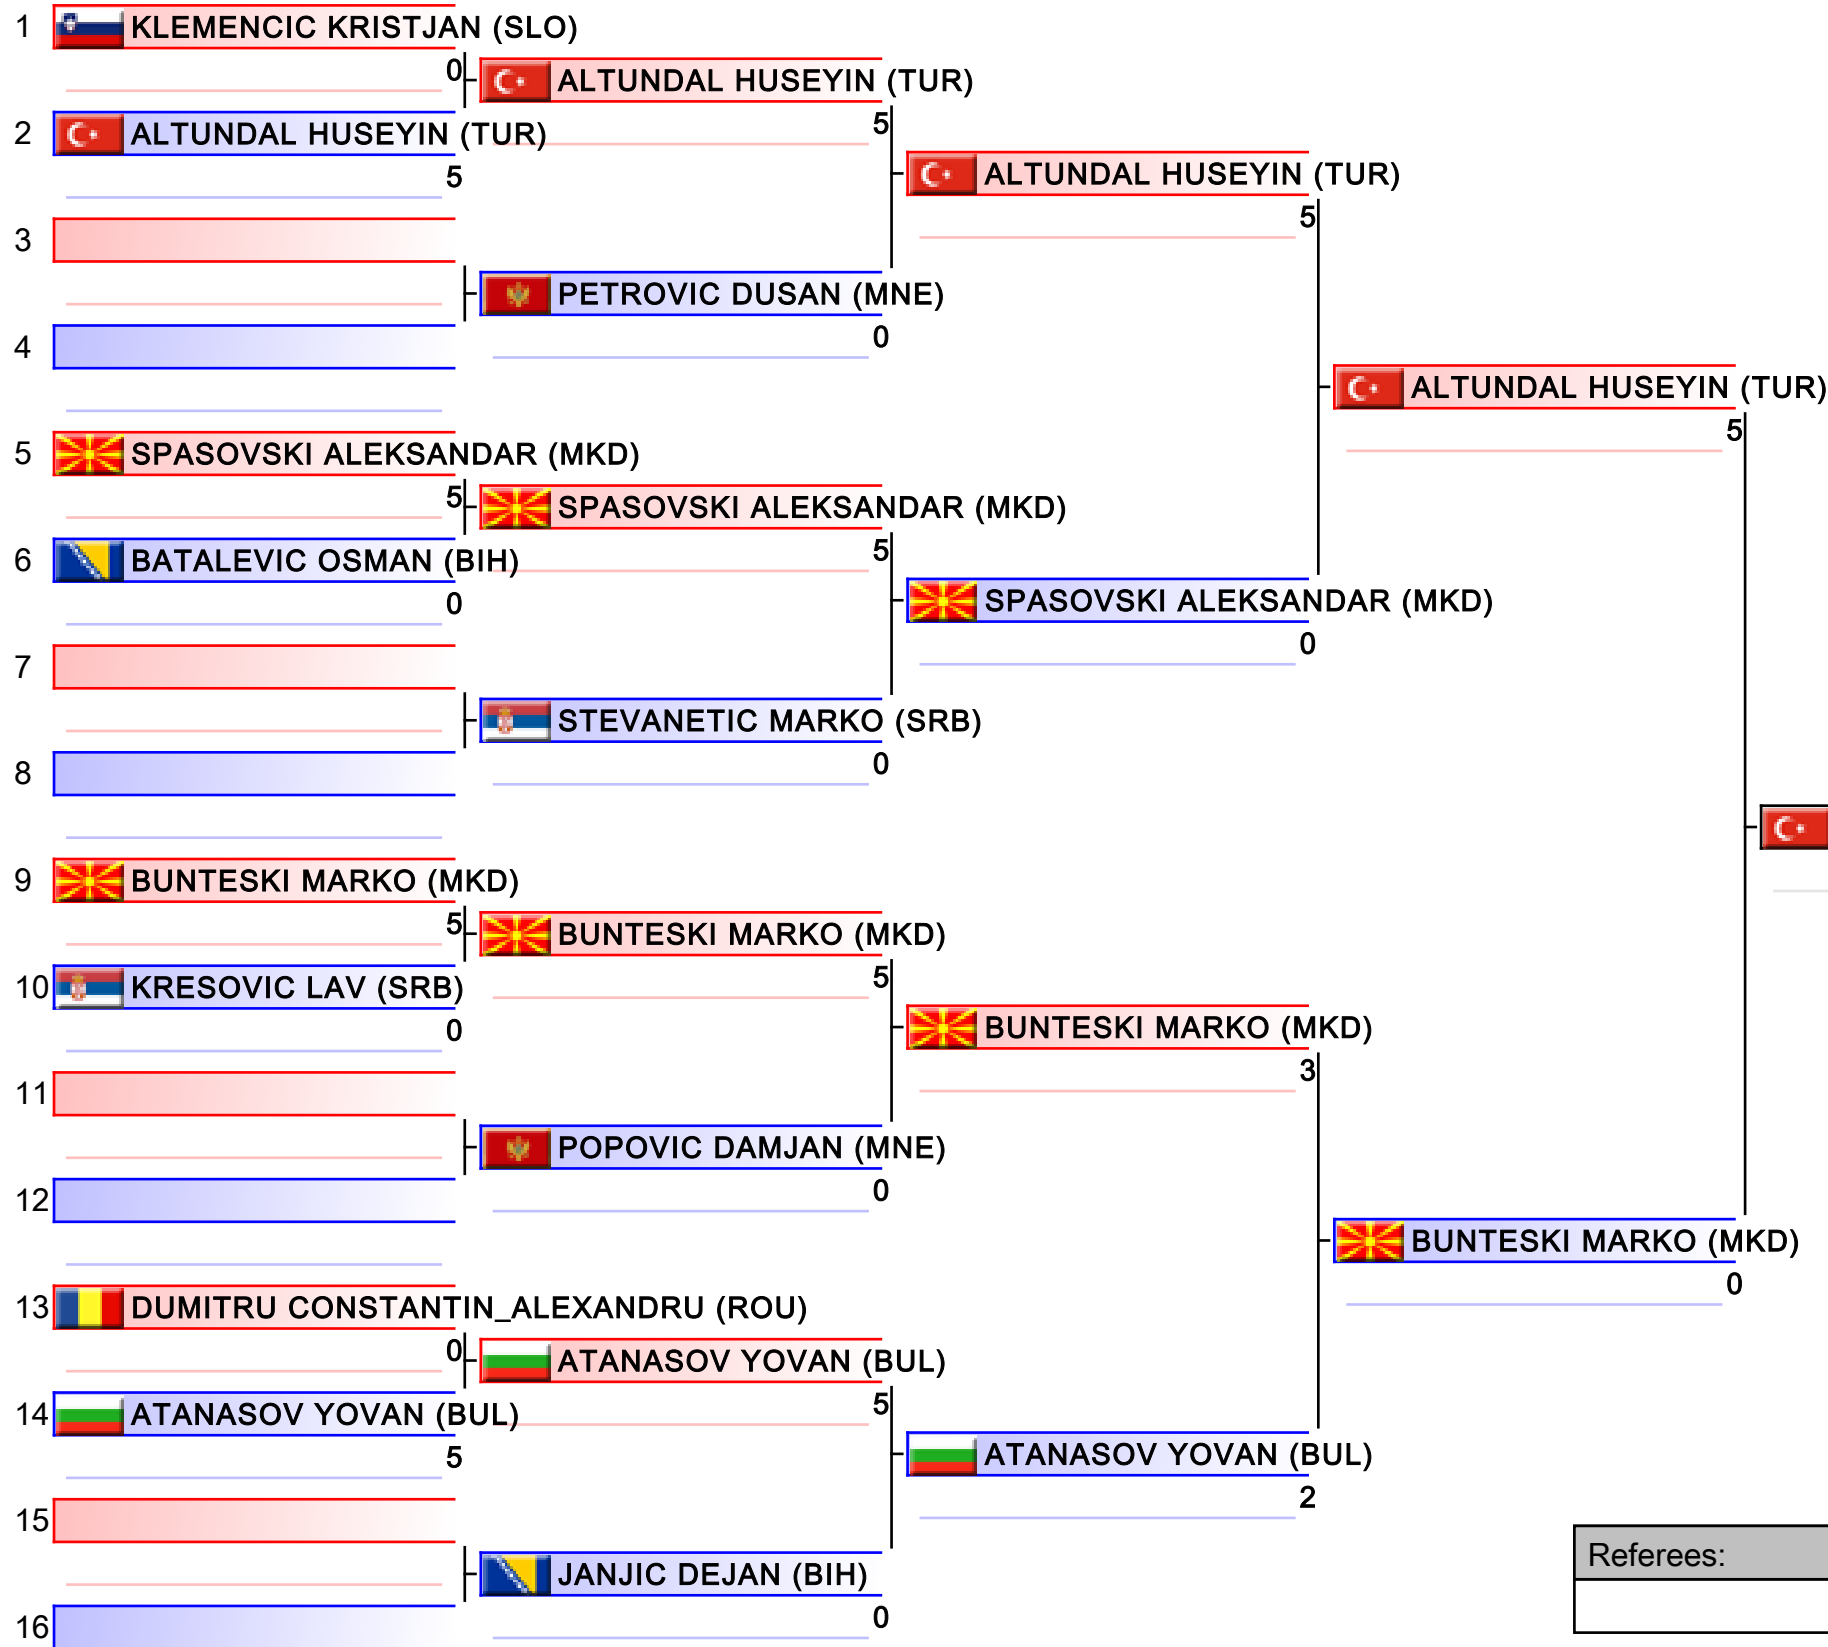 1 KLEMENCIC KRISTJAN (SLO)
0
ALTUNDAL HUSEYIN (TUR)
5
2 ALTUNDAL HUSEYIN (TUR)
5
ALTUNDAL HUSEYIN (TUR)
5
3
PETROVIC DUSAN (MNE)
0
4
ALTUNDAL HUSEYIN (TUR)
5
5 SPASOVSKI ALEKSANDAR (MKD)
5
SPASOVSKI ALEKSANDAR (MKD)
5
6 BATALEVIC OSMAN (BIH)
0
SPASOVSKI ALEKSANDAR (MKD)
0
7
STEVANETIC MARKO (SRB)
0
8
9 BUNTESKI MARKO (MKD)
5
BUNTESKI MARKO (MKD)
5
10 KRESOVIC LAV (SRB)
0
BUNTESKI MARKO (MKD)
3
11
POPOVIC DAMJAN (MNE)
0
12
BUNTESKI MARKO (MKD)
0
13 DUMITRU CONSTANTIN_ALEXANDRU (ROU)
0
ATANASOV YOVAN (BUL)
5
14 ATANASOV YOVAN (BUL)
5
ATANASOV YOVAN (BUL)
2
15
JANJIC DEJAN (BIH)
0
16
Referees: